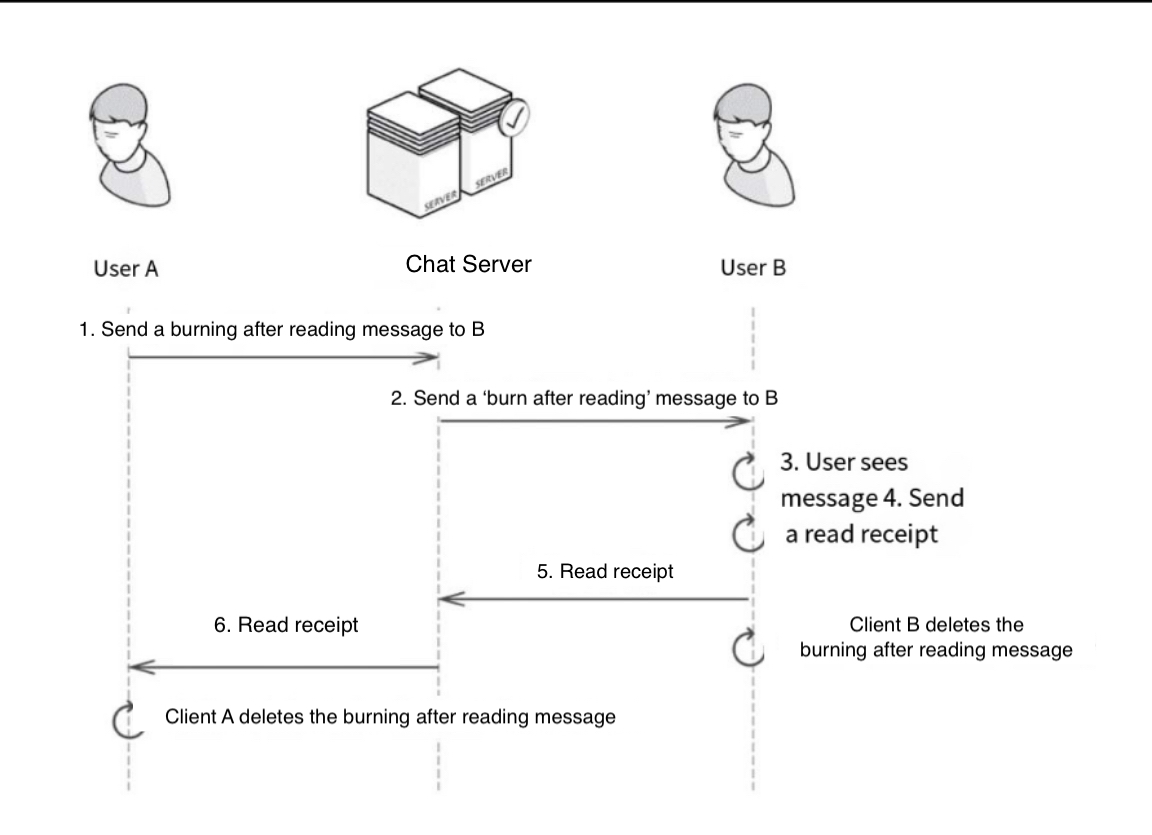 SERVER
SERVER
User A
Chat Server
User B
1. Send a burning after reading message to B
2. Send a ‘burn after reading’ message to B
3. User sees
message 4. Send
a read receipt
5. Read receipt
6. Read receipt
Client B deletes the
burning after reading message
Client A deletes the burning after reading message